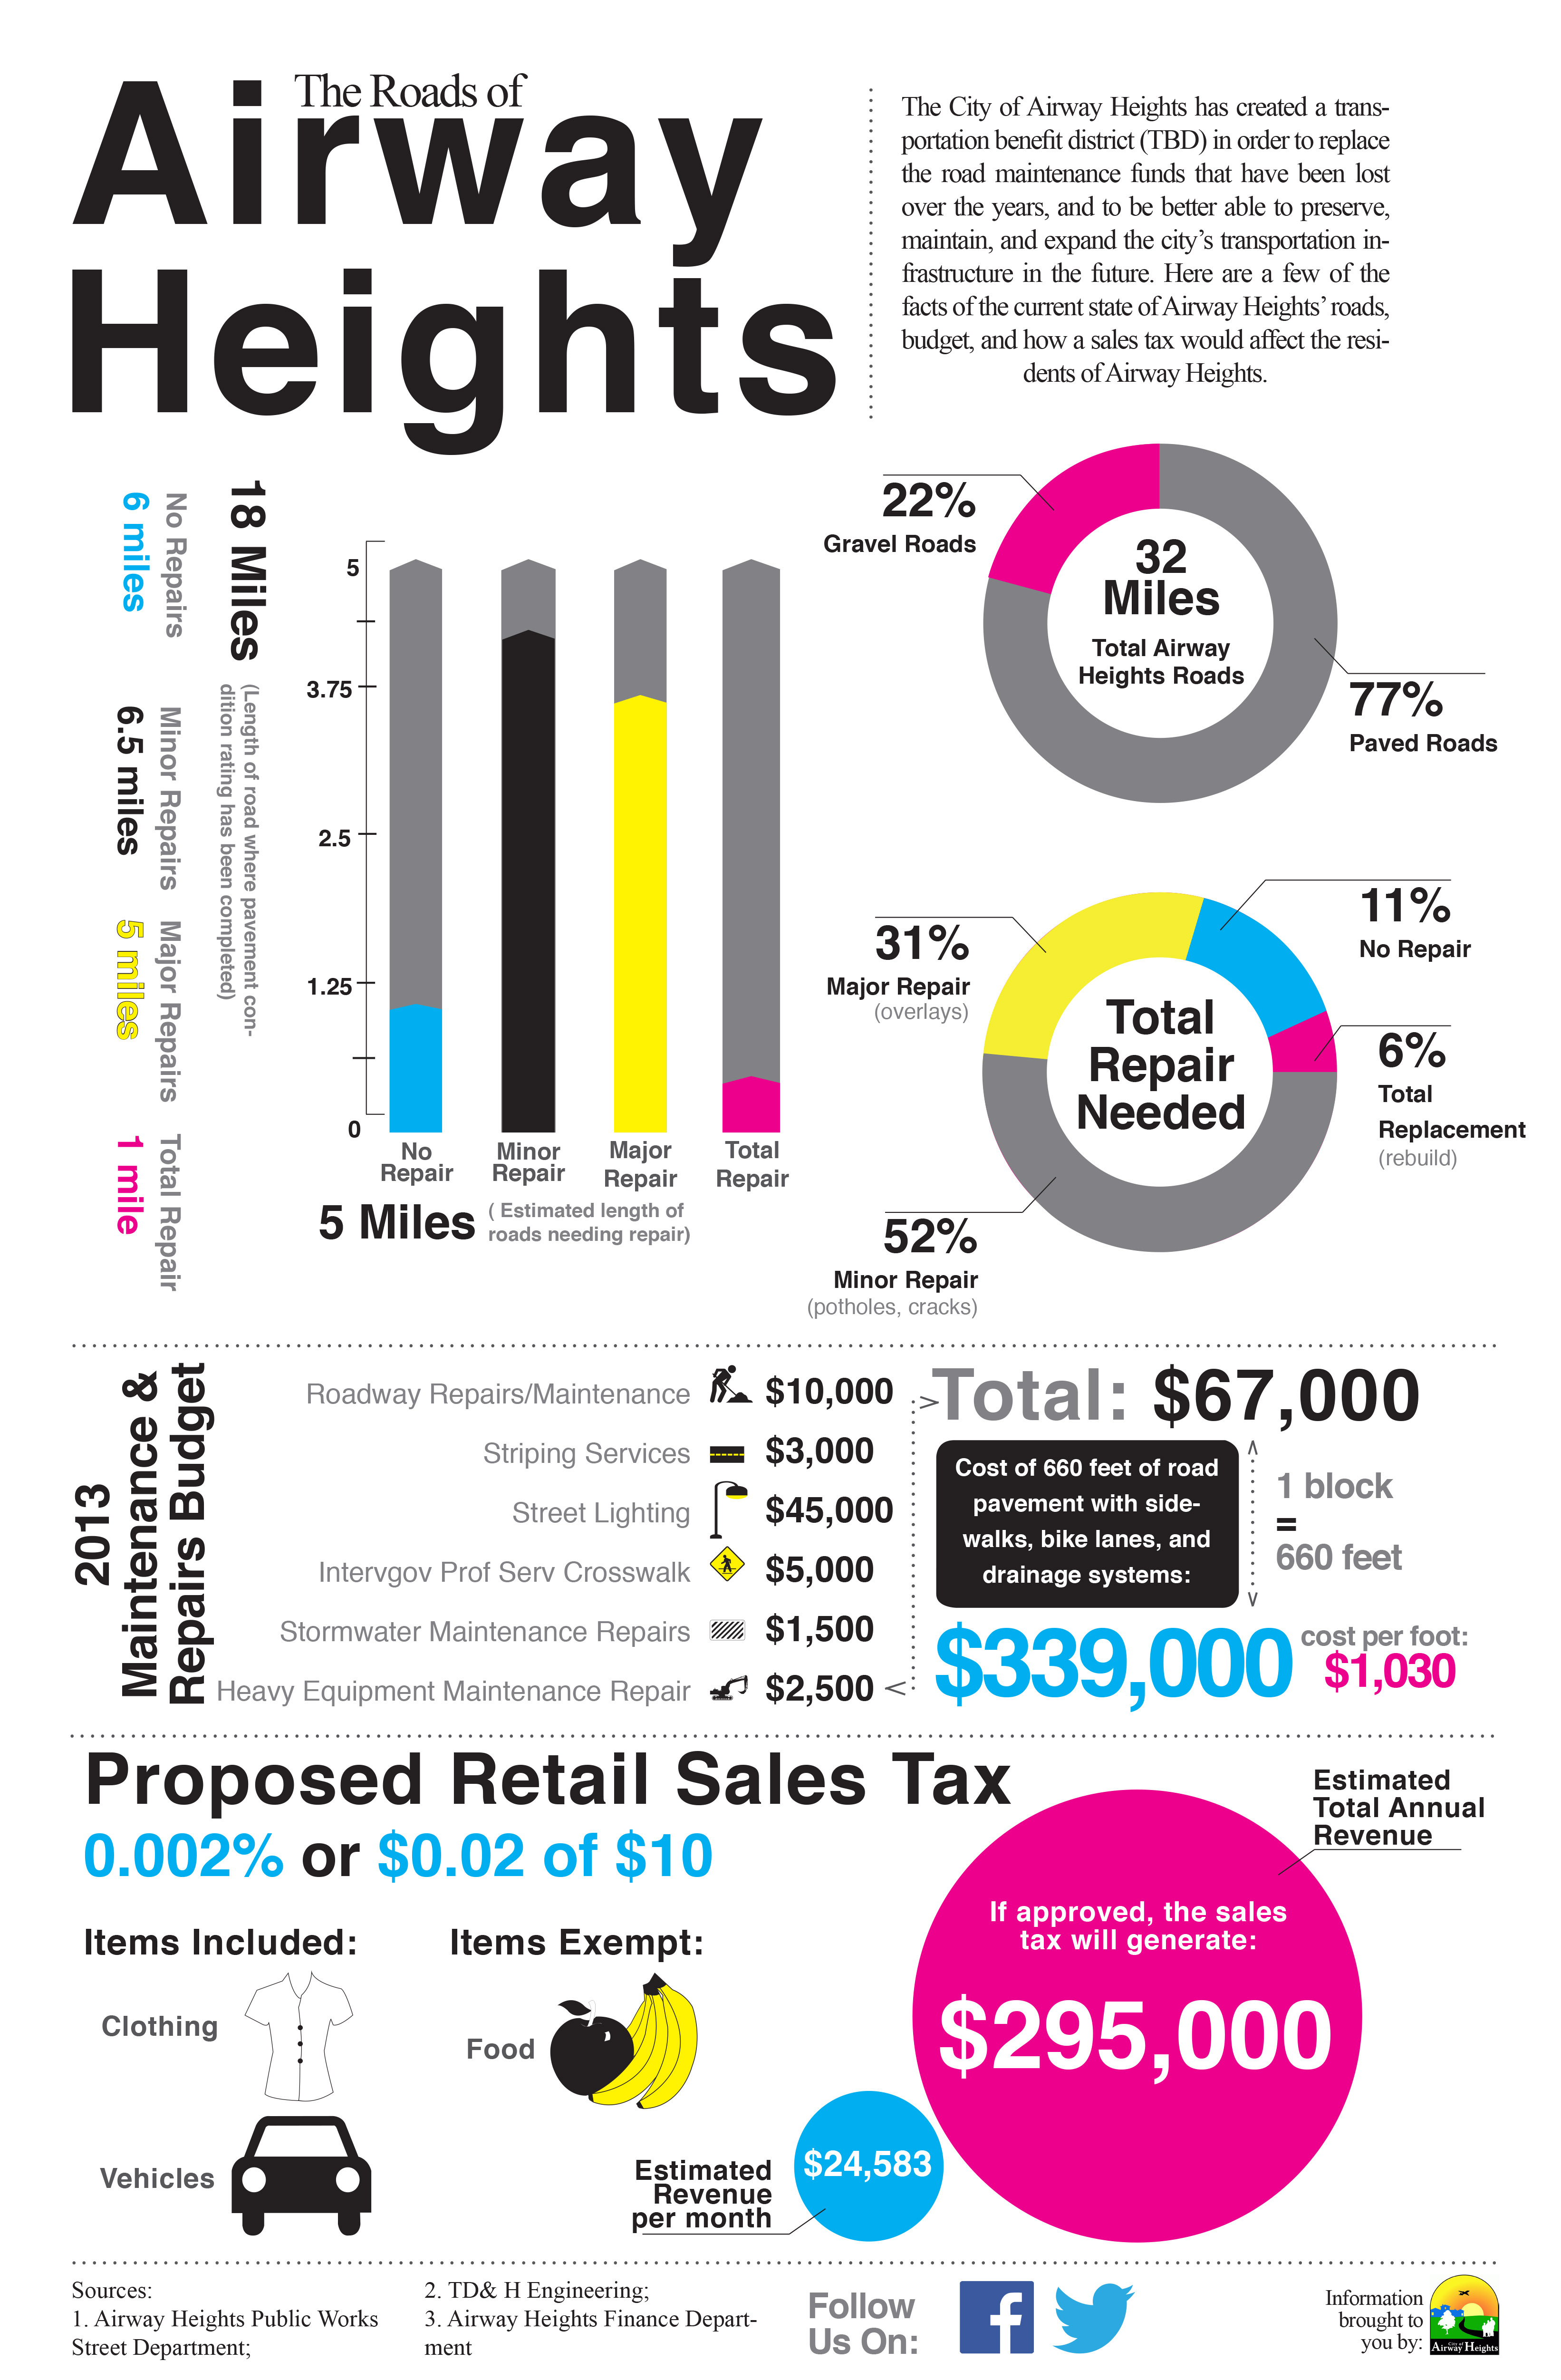 The Roads of
Airway
Heights
The City of Airway Heights has created a trans-
portation benefit district (TBD) in order to replace
the road maintenance funds that have been lost
over the years, and to be better able to preserve,
maintain, and expand the city's transportation in-
frastructure in the future. Here are a few of the
facts of the current state of Airway Heights' roads,
budget, and how a sales tax would affect the resi-
dents of Airway Heights.
18 Miles
(Length of road where pavement con-
dition rating has been completed)
No Repairs
6 miles
Minor Repairs
6.5 miles
Major Repairs
5 miles
Total Repair
1 mile
5
3.75
2.5
1.25
0
No
Repair
Minor
Repair
Major
Repair
Total
Repair
5 Miles
( Estimated length of
roads needing repair)
22%
Gravel Roads
32
Miles
Total Airway
Heights Roads
77%
Paved Roads
31%
Major Repair
(overlays)
11%
No Repair
Total
Repair
Needed
6%
Total
Replacement
(rebuild)
52%
Minor Repair
(potholes, cracks)
2013
Maintenance &
Repairs Budget
Roadway Repairs/Maintenance $10,000
Striping Services $3,000
Street Lighting $45,000
Intervgov Prof Serv Crosswalk $5,000
Stormwater Maintenance Repairs $1,500
Heavy Equipment Maintenance Repair $2,500
Total: $67,000
Cost of 660 feet of road
pavement with side-
walks, bike lanes, and
drainage systems:
1 block
=
660 feet
$339,000
cost per foot:
$1,030
Proposed Retail Sales Tax
0.002% or $0.02 of $10
Items Included:
Clothing
Vehicles
Items Exempt:
Food
Estimated
Total Annual
Revenue
If approved, the sales
tax will generate:
$295,000
$24,583
Estimated
Revenue
per month
Sources:
1. Airway Heights Public Works
Street Department;
2. TD& H Engineering;
3. Airway Heights Finance Depart-
ment
Follow
Us On:
Information
brought to
you by:
City of
Airway Heights